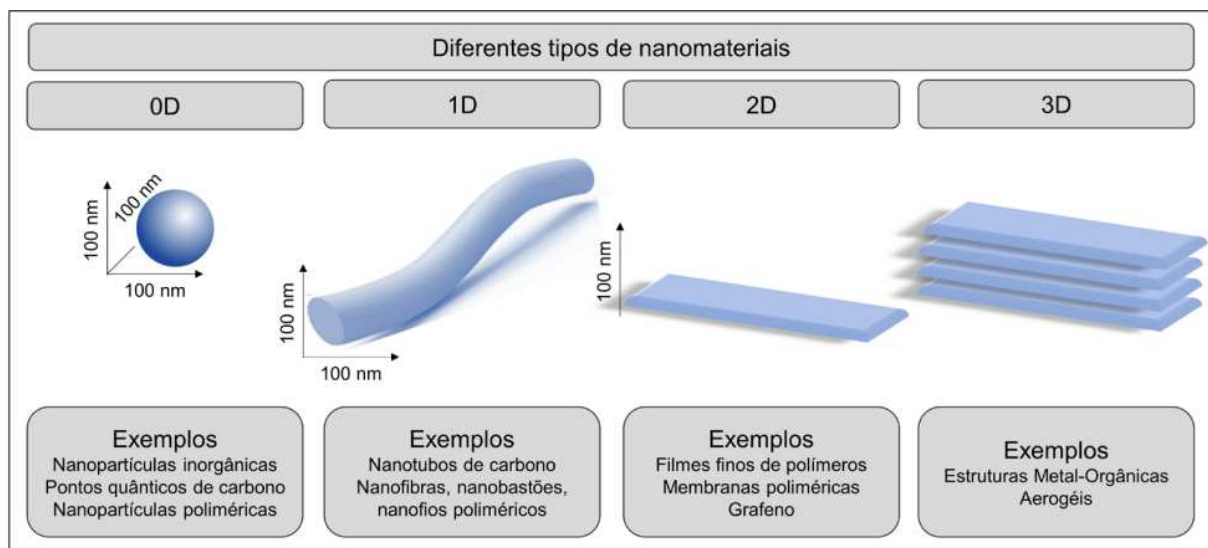 Diferentes tipos de nanomateriais
0D
1D
2D
3D
100 nm
100 nm
100 nm
100 nm
100 nm
100 nm
Exemplos
Nanopartículas inorgânicas
Pontos quânticos de carbono
Nanopartículas poliméricas
Exemplos
Nanotubos de carbono
Nanofibras, nanobastões,
nanofios poliméricos
Exemplos
Filmes finos de polímeros
Membranas poliméricas
Grafeno
Exemplos
Estruturas Metal-Orgânicas
Aerogéis